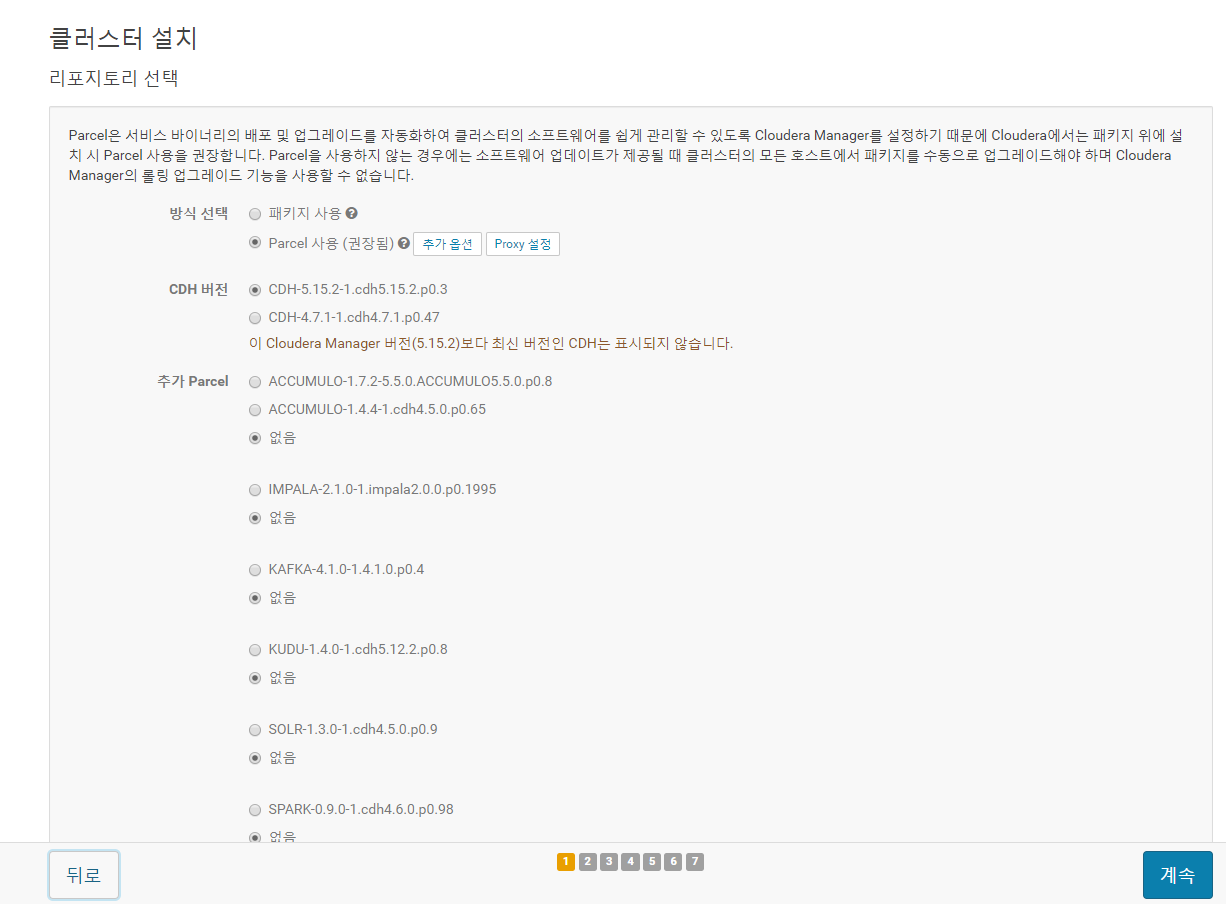 클러스터 설치
리포지토리 선택
Parcel은 서비스 바이너리의 배포 및 업그레이드를 자동화하여 클러스터의 소프트웨어를 쉽게 관리할 수 있도록 Cloudera Manager를 설정하기 때문에 Cloudera에서는 패키지 위에 설
치 시 Parcel 사용을 권장합니다. Parcel을 사용하지 않는 경우에는 소프트웨어 업데이트가 제공될 때 클러스터의 모든 호스트에서 패키지를 수동으로 업그레이드해야 하며 Cloudera
Manager의 롤링 업그레이드 기능을 사용할 수 없습니다.
방식 선택 패키지 사용 ?
Parcel 사용 (권장됨) ? 추가 옵션 Proxy 설정
CDH 버전 CDH-5.15.2-1.cdh5.15.2.p0.3
CDH-4.7.1-1.cdh4.7.1.p0.47
이 Cloudera Manager 버전(5.15.2)보다 최신 버전인 CDH는 표시되지 않습니다.
추가 Parcel ACCUMULO-1.7.2-5.5.0.ACCUMULO5.5.0.p0.8
ACCUMULO-1.4.4-1.cdh4.5.0.p0.65
없음
IMPALA-2.1.0-1.impala2.0.0.p0.1995
없음
KAFKA-4.1.0-1.4.1.0.p0.4
없음
KUDU-1.4.0-1.cdh5.12.2.p0.8
없음
SOLR-1.3.0-1.cdh4.5.0.p0.9
없음
SPARK-0.9.0-1.cdh4.6.0.p0.98
없음
뒤로 1 2 3 4 5 6 7 계속